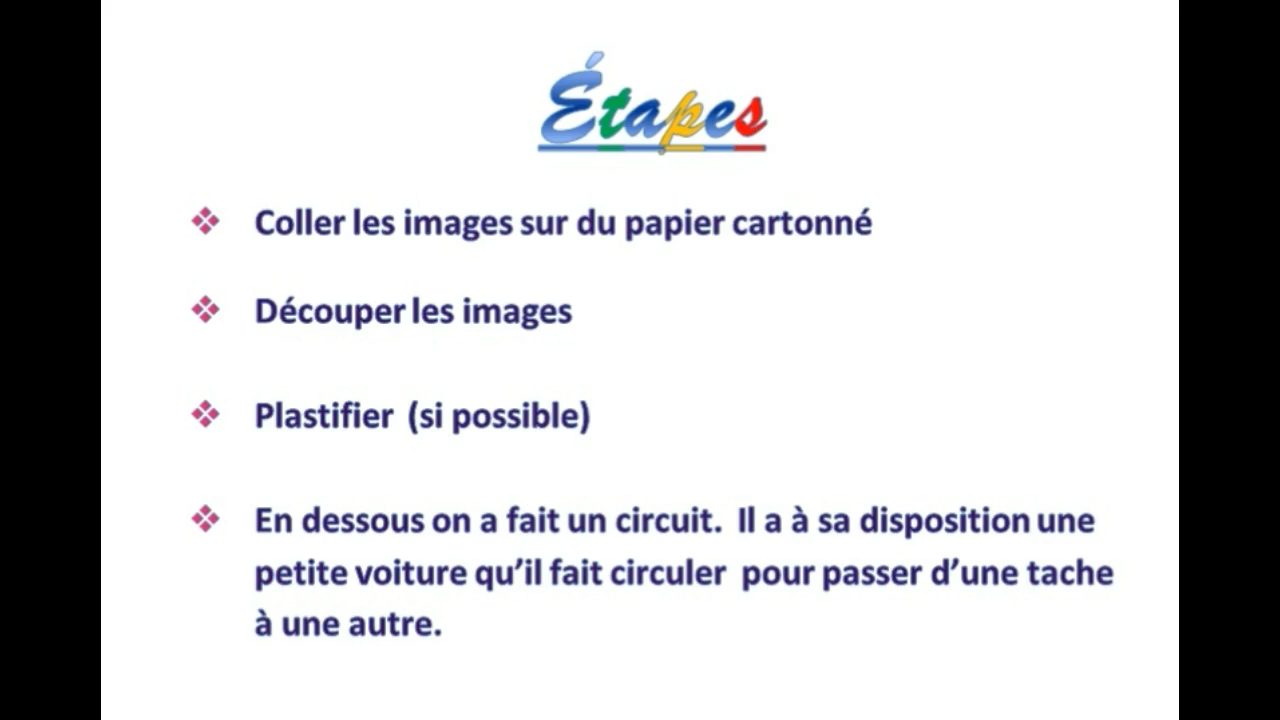 Étapes
Coller les images sur du papier cartonné
Découper les images
Plastifier (si possible)
En dessous on a fait un circuit. Il a à sa disposition une
petite voiture qu’il fait circuler pour passer d’une tache
à une autre.